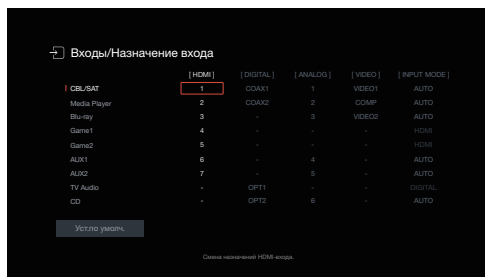 Входы/Назначение входа
[ HDMI ] [ DIGITAL ] [ ANALOG ] [ VIDEO ] [ INPUT MODE ]
CBL/SAT 1 COAX1 1 VIDEO1 AUTO
Media Player 2 COAX2 2 COMP AUTO
Blu-ray 3 - 3 VIDEO2 AUTO
Game1 4 - - - HDMI
Game2 5 - - - HDMI
AUX1 6 - 4 - AUTO
AUX2 7 - 5 - AUTO
TV Audio - OPT1 - - DIGITAL
CD - OPT2 6 - AUTO
Уст.по умолч.
Смена назначений HDMI-входа.